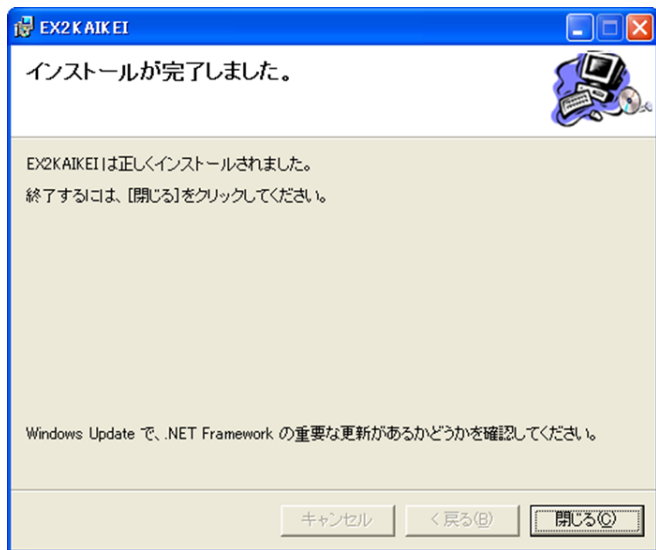 EX2KAIKEI
インストールが完了しました。
EX2KAIKEIは正しくインストールされました。
終了するには、[閉じる]をクリックしてください。
Windows Update で、.NET Framework の重要な更新があるかどうかを確認してください。
キャンセル
< 戻る(B)
閉じる(C)